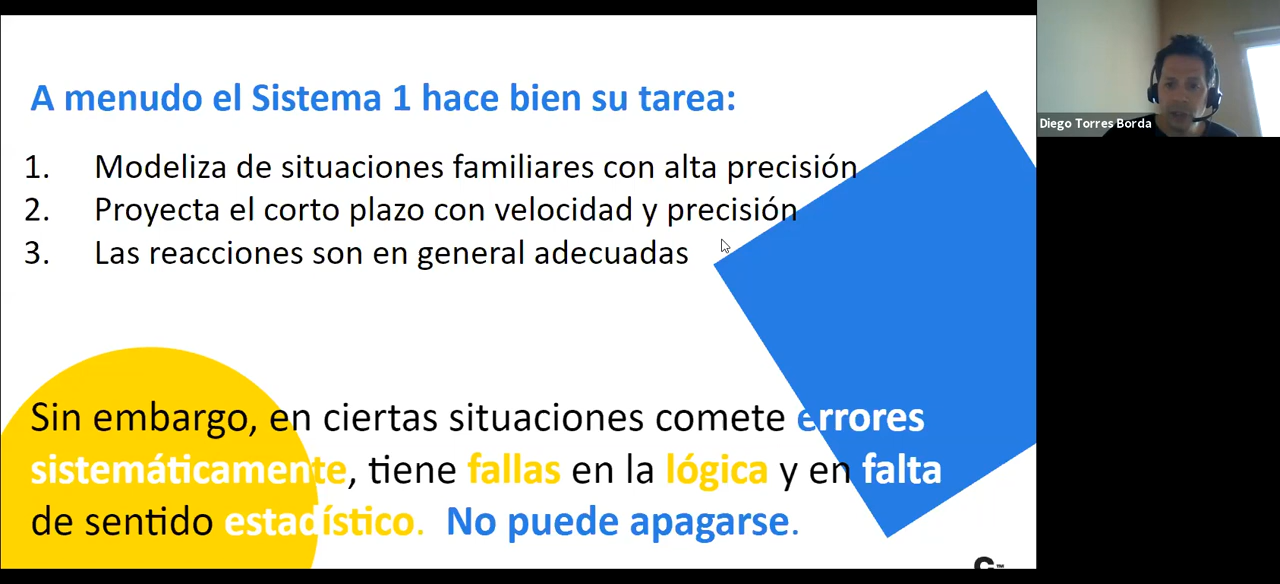 A menudo el Sistema 1 hace bien su tarea:
1. Modeliza de situaciones familiares con alta precisión
2. Proyecta el corto plazo con velocidad y precisión
3. Las reacciones son en general adecuadas
Sin embargo, en ciertas situaciones comete errores
sistemáticamente, tiene fallas en la lógica y en falta
de sentido estadístico. No puede apagarse.
Diego Torres Borda